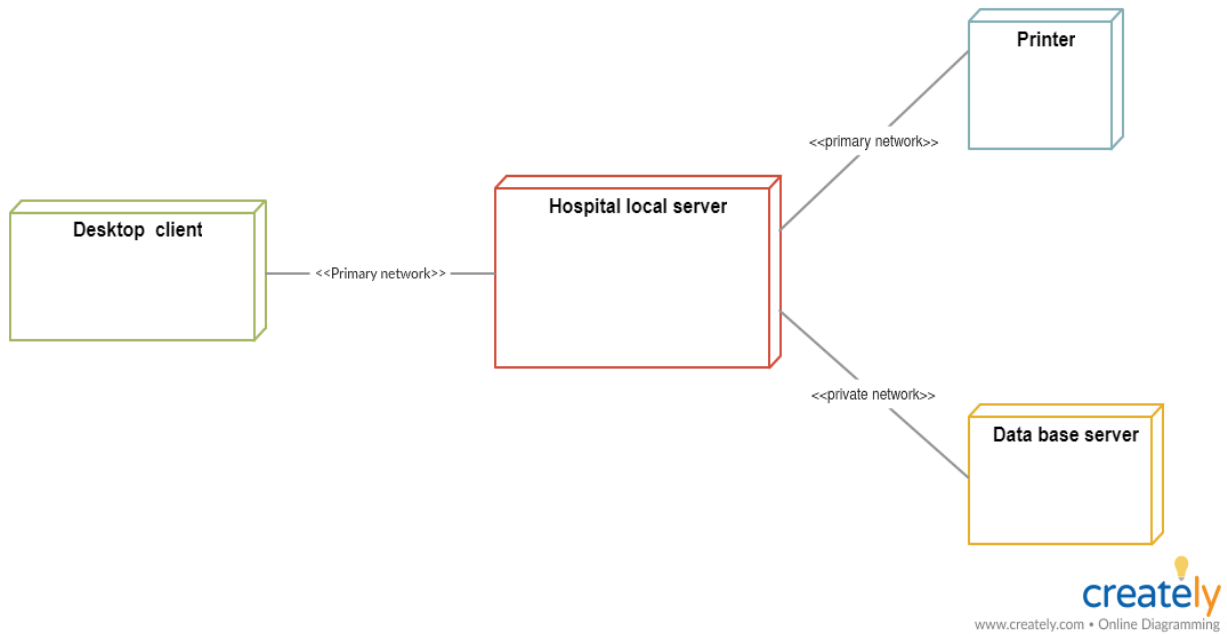 Printer
<<primary network>>
Hospital local server
Desktop client
<<Primary network>>
<<private network>>
Data base server
creately
www.creately.com • Online Diagramming